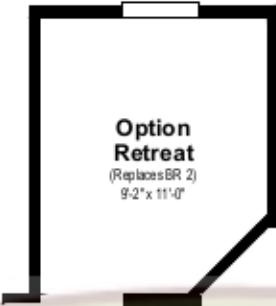 Option
Retreat
(Replaces BR 2)
9'-2" x 11'-0"